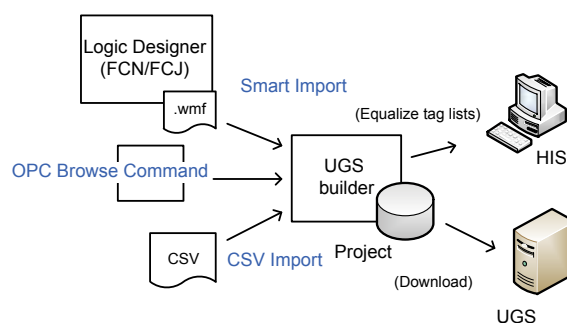 Logic Designer
(FCN/FCJ)
.wmf
Smart Import
(Equalize tag lists)
HIS
OPC Browse Command
UGS
builder
Project
CSV
CSV Import
(Download)
UGS